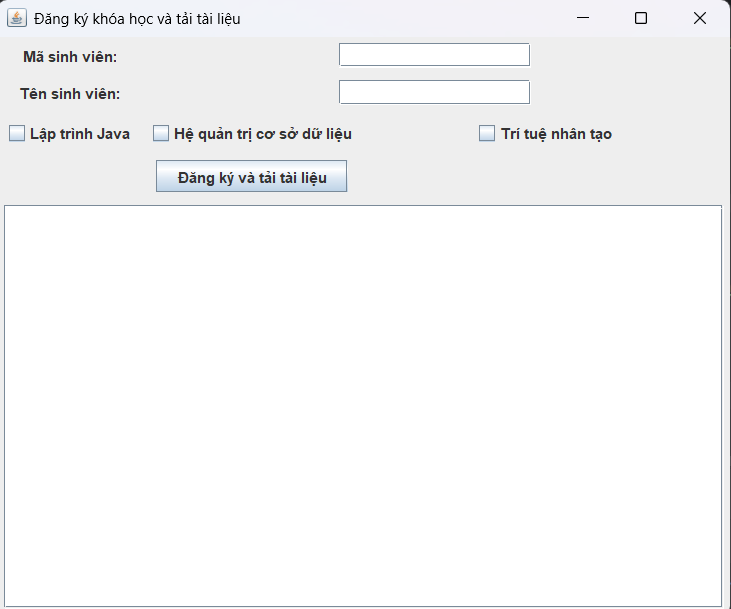 Đăng ký khóa học và tải tài liệu
Mã sinh viên:
Tên sinh viên:
Lập trình Java Hệ quản trị cơ sở dữ liệu Trí tuệ nhân tạo
Đăng ký và tải tài liệu